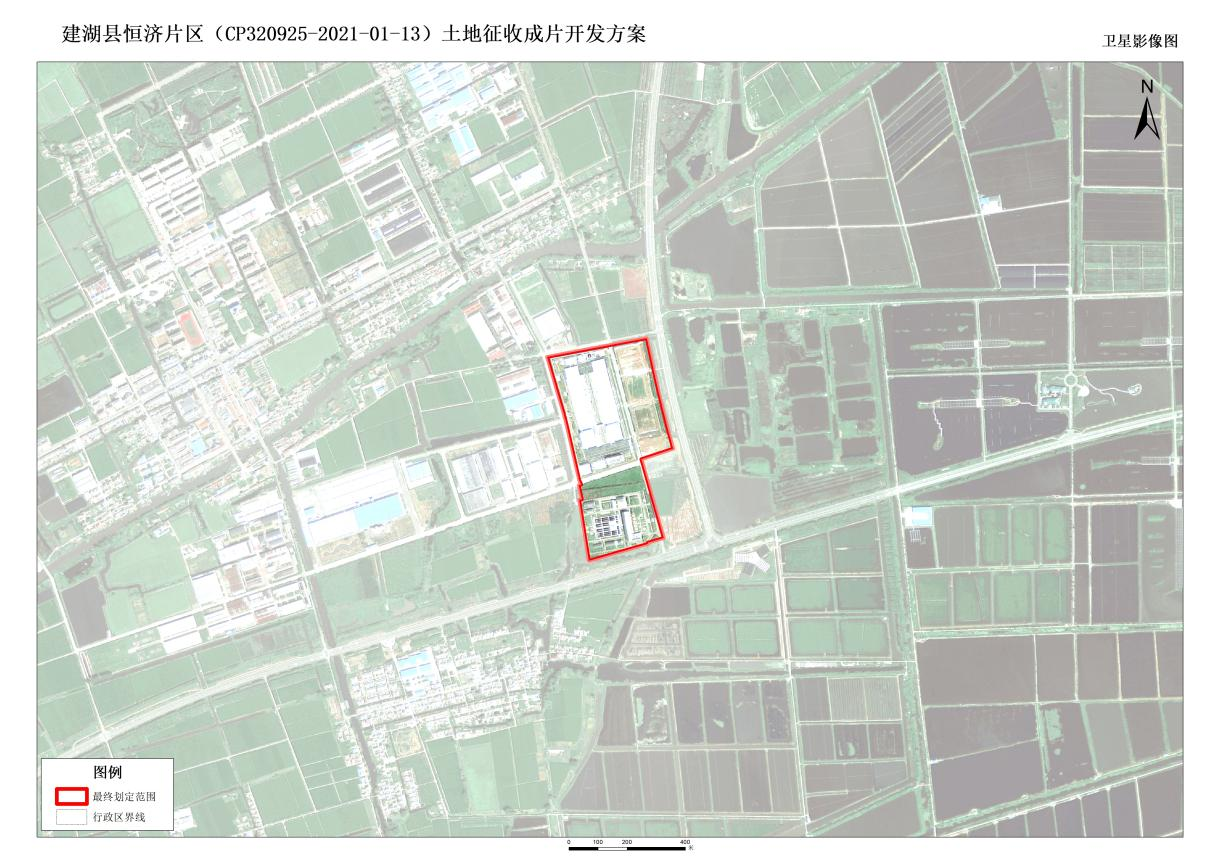 建湖县恒济片区（CP320925-2021-01-13）土地征收成片开发方案
卫星影像图
N
图例
最终划定范围
行政区界线
0 100 200 400
米